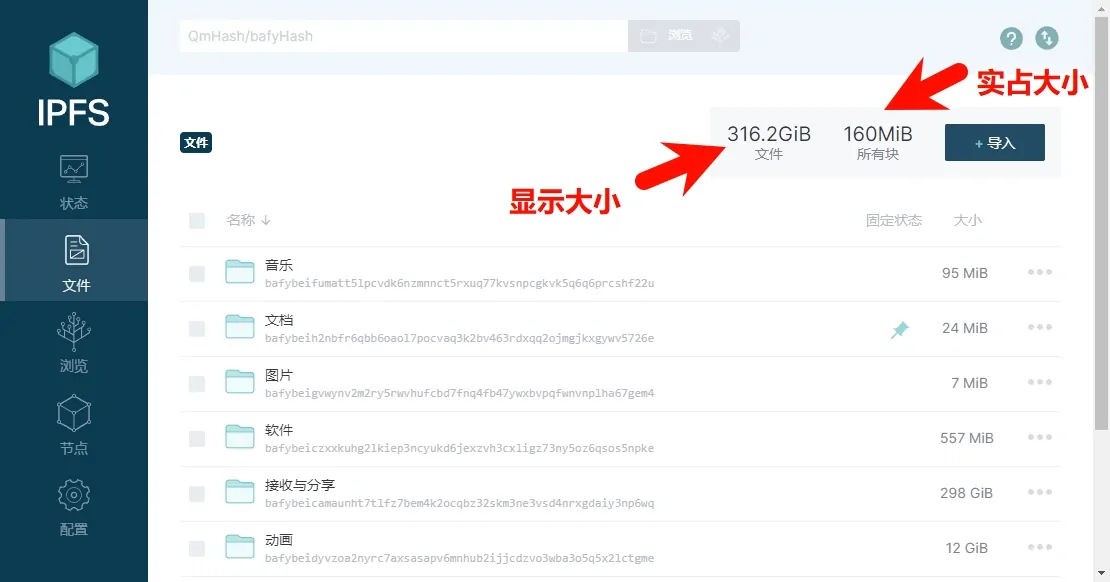 IPFS
状态
文件
浏览
节点
配置
QmHash/bafyHash
浏览
实占大小
显示大小
316.2GiB
文件
160MiB
所有块
+ 导入
文件
名称 ↓
固定状态
大小
音乐
bafybeifumatt5lpcvdk6nzmnnct5rxuq77kvsnpcgkvk5q6q6prcshf22u
95 MiB
文档
bafybeih2nbfr6qbb6oaol7pocvaq3k2bv463rdxqq2ojmgjkxgywv5726e
24 MiB
图片
bafybeigvwynv2m2ry5rwvhufcbd7fnq4fb47ywxbvpqfwnvnplha67gem4
7 MiB
软件
bafybeiczxxkuhg2lkiep3ncyukd6jexzvh3cxligz73ny5oz6qsos5npke
557 MiB
接收与分享
bafybeicamaunht7tlfz7bem4k2ocqbz32skm3ne3vsd4nrxgdaiy3np6wq
298 GiB
动画
bafybeidyvzoa2nyrc7axsasapv6mnhub2ijjcdzvo3wba3o5q5x2lctgme
12 GiB